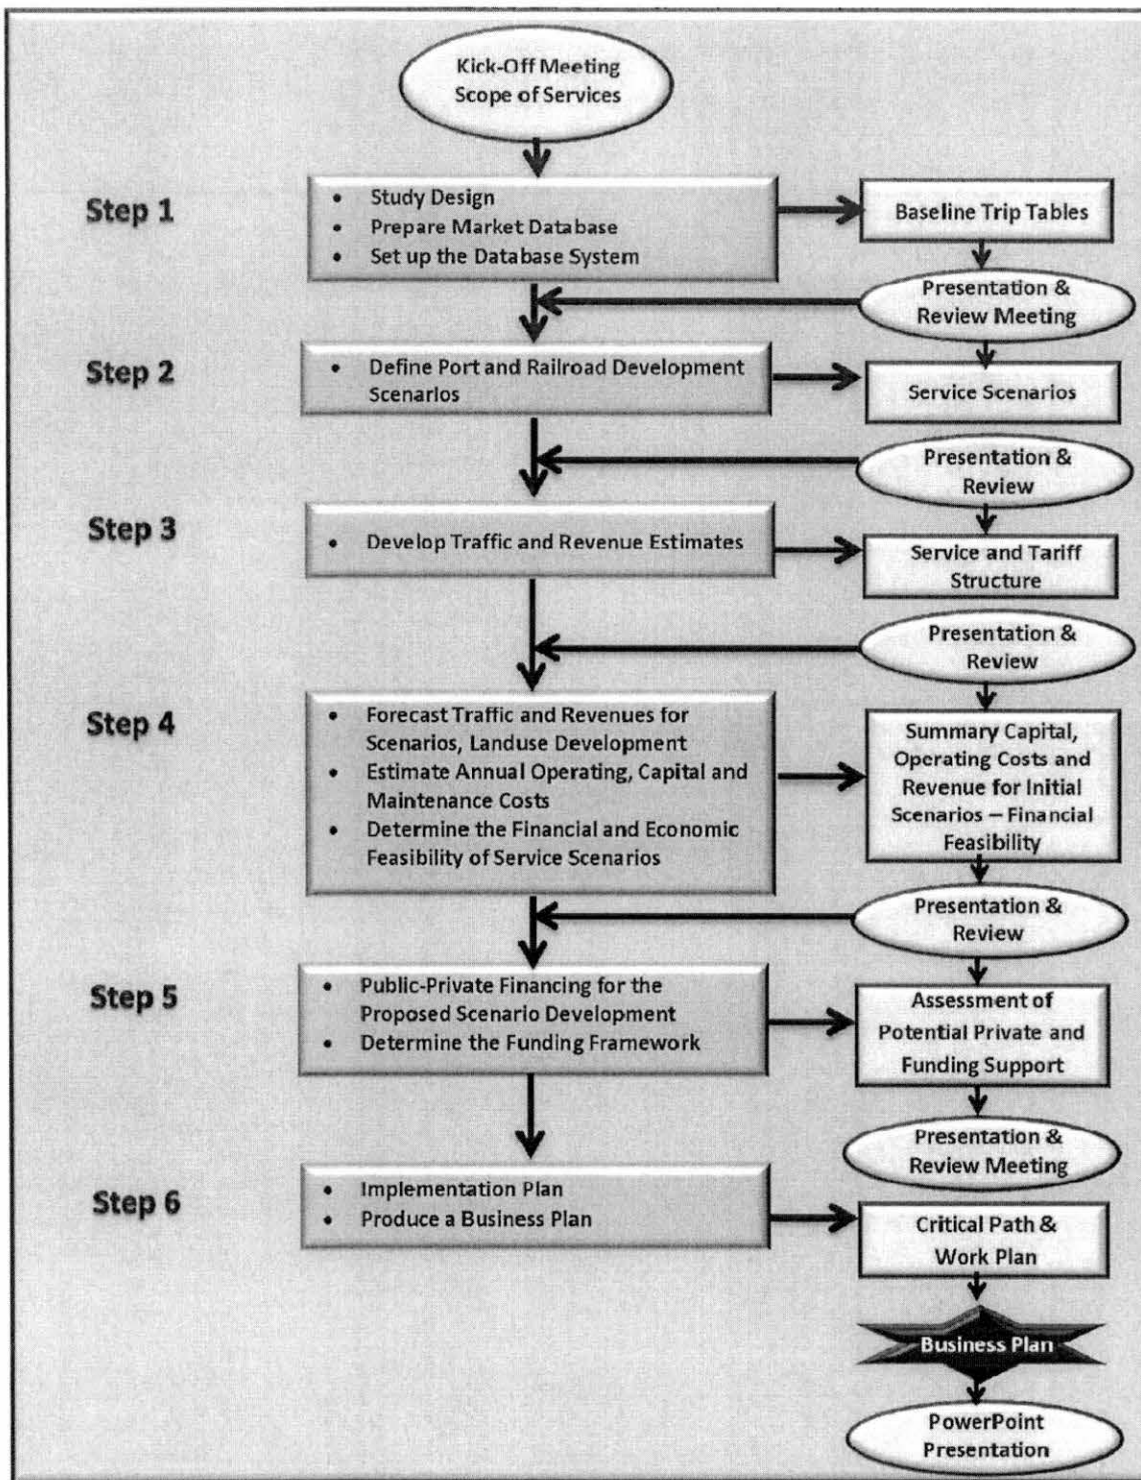 Kick-Off Meeting
Scope of Services
Step 1
• Study Design
• Prepare Market Database
• Set up the Database System
Baseline Trip Tables
Presentation &
Review Meeting
Step 2
• Define Port and Railroad Development
Scenarios
Service Scenarios
Presentation &
Review
Step 3
• Develop Traffic and Revenue Estimates
Service and Tariff
Structure
Presentation &
Review
Step 4
• Forecast Traffic and Revenues for
Scenarios, Landuse Development
• Estimate Annual Operating, Capital and
Maintenance Costs
• Determine the Financial and Economic
Feasibility of Service Scenarios
Summary Capital,
Operating Costs and
Revenue for Initial
Scenarios – Financial
Feasibility
Presentation &
Review
Step 5
• Public-Private Financing for the
Proposed Scenario Development
• Determine the Funding Framework
Assessment of
Potential Private and
Funding Support
Presentation &
Review Meeting
Step 6
• Implementation Plan
• Produce a Business Plan
Critical Path &
Work Plan
Business Plan
PowerPoint
Presentation